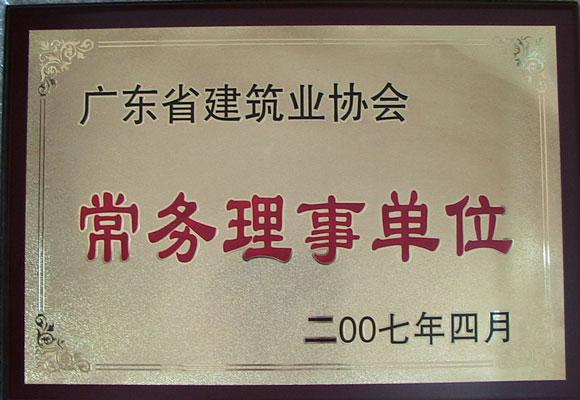 广东省建筑业协会
常务理事单位
二00七年四月